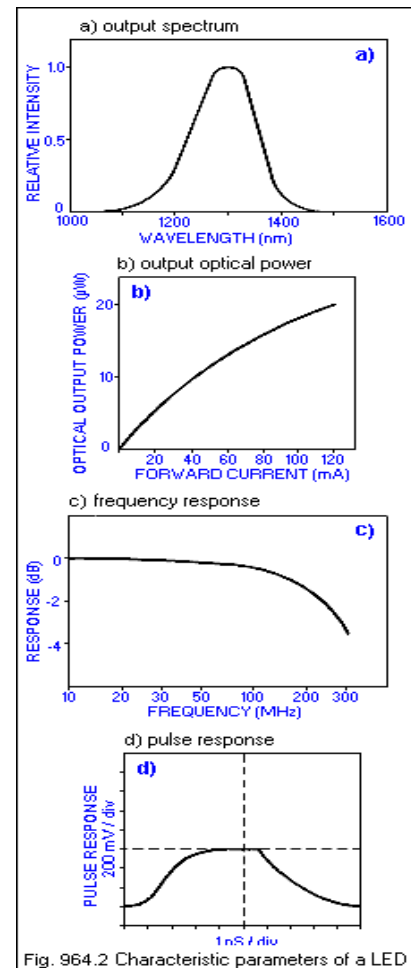 a) output spectrum
a)
RELATIVE INTENSITY
1.0
0.5
0
1000 1200 1400 1600
WAVELENGTH (nm)
b) output optical power
b)
OPTICAL OUTPUT POWER (µW)
20
10
0
20 40 60 80 100 120
FORWARD CURRENT (mA)
c) frequency response
c)
RESPONSE (dB)
0
-2
-4
10 20 30 50 100 200 300
FREQUENCY (MHz)
d) pulse response
d)
PULSE RESPONSE
200 mV / div
1nS / div
Fig. 964.2 Characteristic parameters of a LED